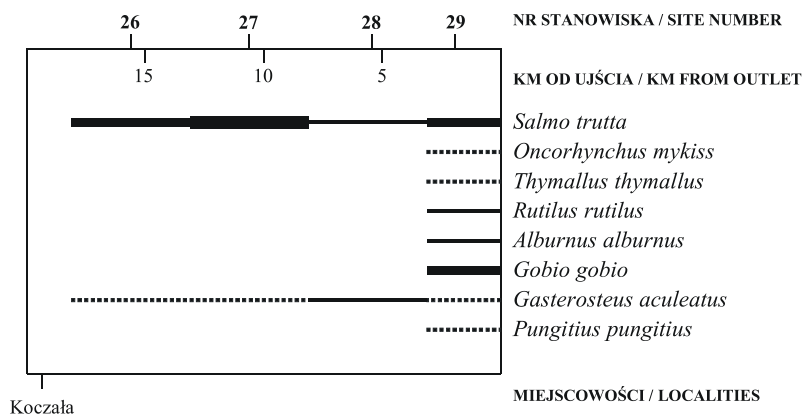 26 27 28 29 NR STANOWISKA / SITE NUMBER
15 10 5 KM OD UJŚCIA / KM FROM OUTLET
Salmo trutta
Oncorhynchus mykiss
Thymallus thymallus
Rutilus rutilus
Alburnus alburnus
Gobio gobio
Gasterosteus aculeatus
Pungitius pungitius
Koczała MIEJSCOWOŚCI / LOCALITIES